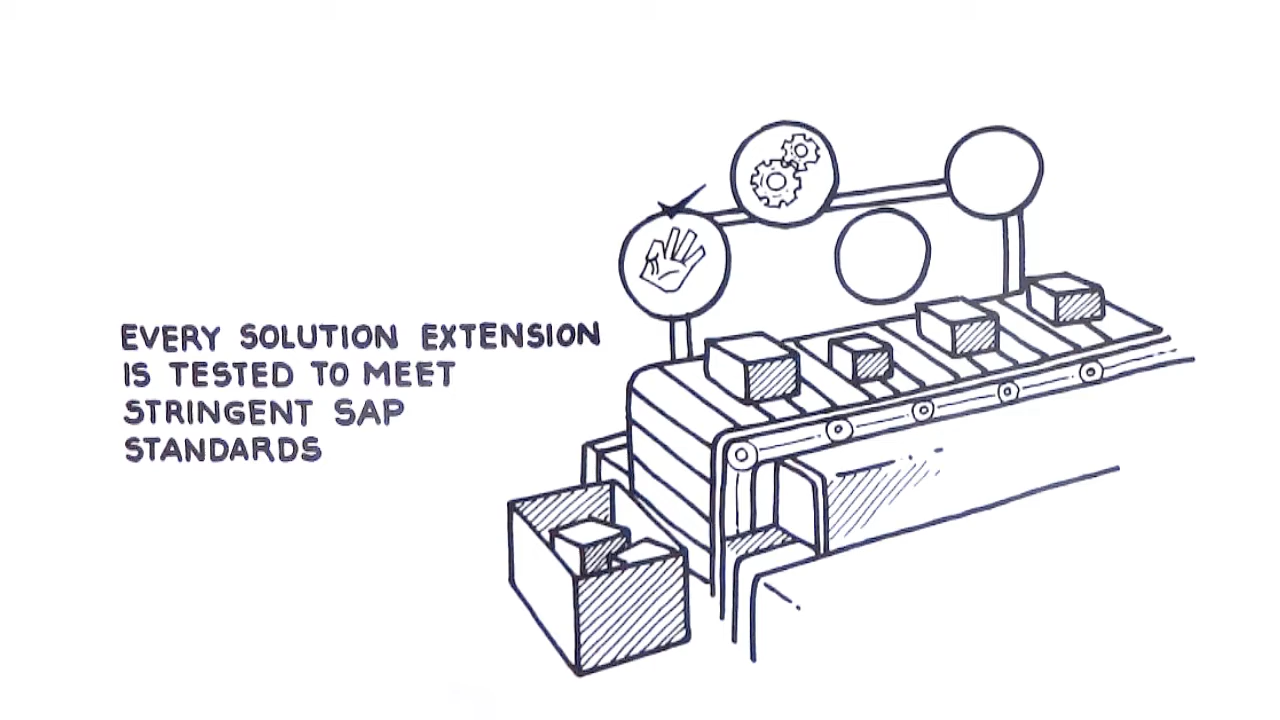 EVERY SOLUTION EXTENSION
IS TESTED TO MEET
STRINGENT SAP
STANDARDS